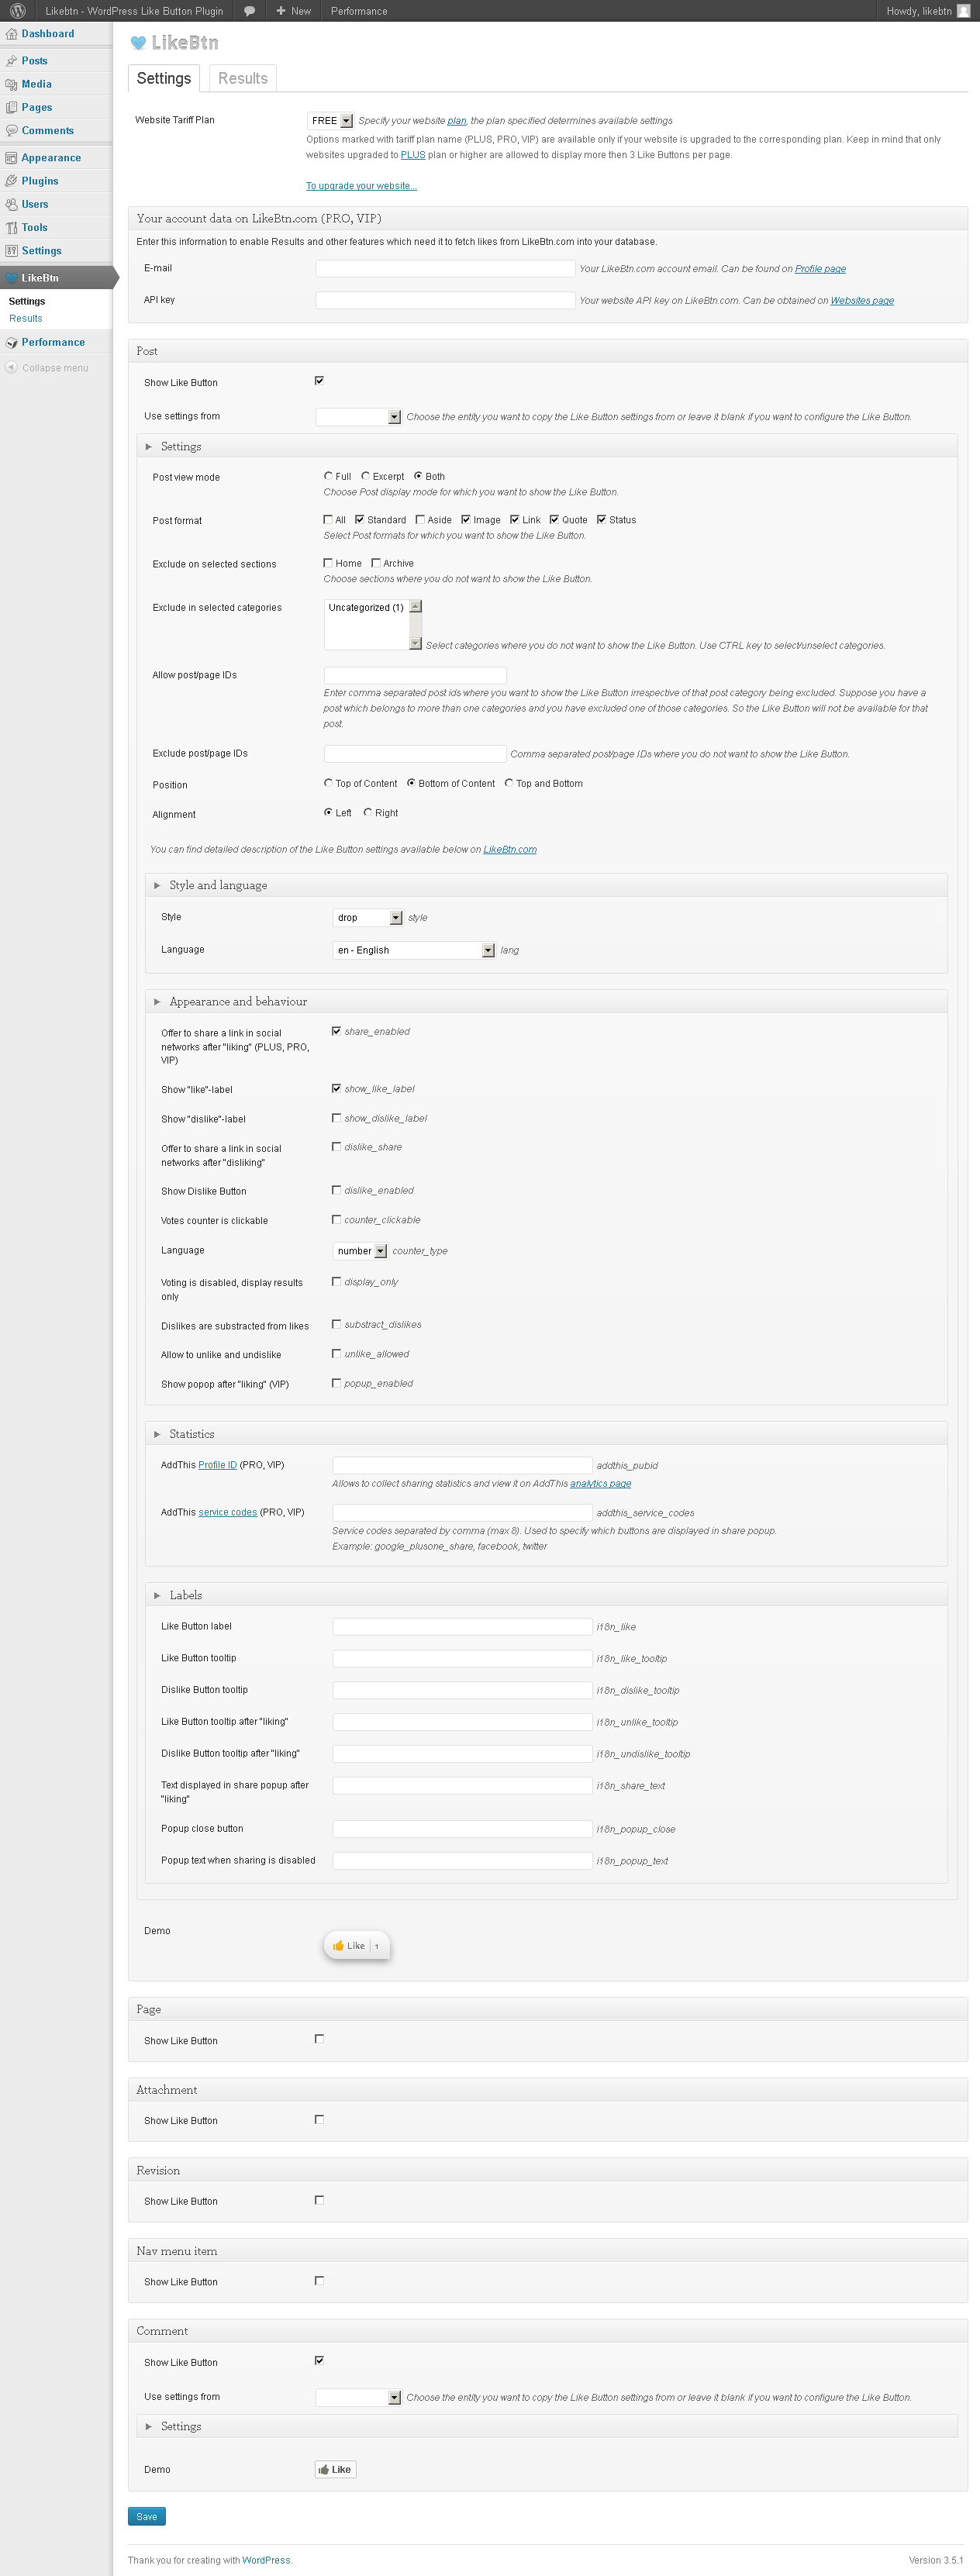 Likebtn - WordPress Like Button Plugin New Performance Howdy, likebtn
Dashboard
Posts
Media
Pages
Comments
Appearance
Plugins
Users
Tools
Settings
LikeBtn
Settings
Results
Performance
Collapse menu
LikeBtn
Settings Results
Website Tariff Plan FREE Specify your website plan, the plan specified determines available settings
Options marked with tariff plan name (PLUS, PRO, VIP) are available only if your website is upgraded to the corresponding plan. Keep in mind that only
websites upgraded to PLUS plan or higher are allowed to display more then 3 Like Buttons per page.
To upgrade your website...
Your account data on LikeBtn.com (PRO, VIP)
Enter this information to enable Results and other features which need it to fetch likes from LikeBtn.com into your database.
E-mail Your LikeBtn.com account email. Can be found on Profile page
API key Your website API key on LikeBtn.com. Can be obtained on Websites page
Post
Show Like Button
Use settings from Choose the entity you want to copy the Like Button settings from or leave it blank if you want to configure the Like Button.
Settings
Post view mode Full Excerpt Both
Choose Post display mode for which you want to show the Like Button.
Post format All Standard Aside Image Link Quote Status
Select Post formats for which you want to show the Like Button.
Exclude on selected sections Home Archive
Choose sections where you do not want to show the Like Button.
Exclude in selected categories Uncategorized (1)
Select categories where you do not want to show the Like Button. Use CTRL key to select/unselect categories.
Allow post/page IDs
Enter comma separated post ids where you want to show the Like Button irrespective of that post category being excluded. Suppose you have a
post which belongs to more than one categories and you have excluded one of those categories. So the Like Button will not be available for that
post.
Exclude post/page IDs Comma separated post/page IDs where you do not want to show the Like Button.
Position Top of Content Bottom of Content Top and Bottom
Alignment Left Right
You can find detailed description of the Like Button settings available below on LikeBtn.com
Style and language
Style drop style
Language en - English lang
Appearance and behaviour
Offer to share a link in social share_enabled
networks after "liking" (PLUS, PRO,
VIP)
Show "like"-label show_like_label
Show "dislike"-label show_dislike_label
Offer to share a link in social dislike_share
networks after "disliking"
Show Dislike Button dislike_enabled
Votes counter is clickable counter_clickable
Language number counter_type
Voting is disabled, display results display_only
only
Dislikes are substracted from likes substract_dislikes
Allow to unlike and undislike unlike_allowed
Show popop after "liking" (VIP) popup_enabled
Statistics
AddThis Profile ID (PRO, VIP) addthis_pubid
Allows to collect sharing statistics and view it on AddThis analytics page
AddThis service codes (PRO, VIP) addthis_service_codes
Service codes separated by comma (max 8). Used to specify which buttons are displayed in share popup.
Example: google_plusone_share, facebook, twitter
Labels
Like Button label i18n_like
Like Button tooltip i18n_like_tooltip
Dislike Button tooltip i18n_dislike_tooltip
Like Button tooltip after "liking" i18n_unlike_tooltip
Dislike Button tooltip after "liking" i18n_undislike_tooltip
Text displayed in share popup after i18n_share_text
"liking"
Popup close button i18n_popup_close
Popup text when sharing is disabled i18n_popup_text
Demo
Like 1
Page
Show Like Button
Attachment
Show Like Button
Revision
Show Like Button
Nav menu item
Show Like Button
Comment
Show Like Button
Use settings from Choose the entity you want to copy the Like Button settings from or leave it blank if you want to configure the Like Button.
Settings
Demo Like
Save
Thank you for creating with WordPress. Version 3.5.1